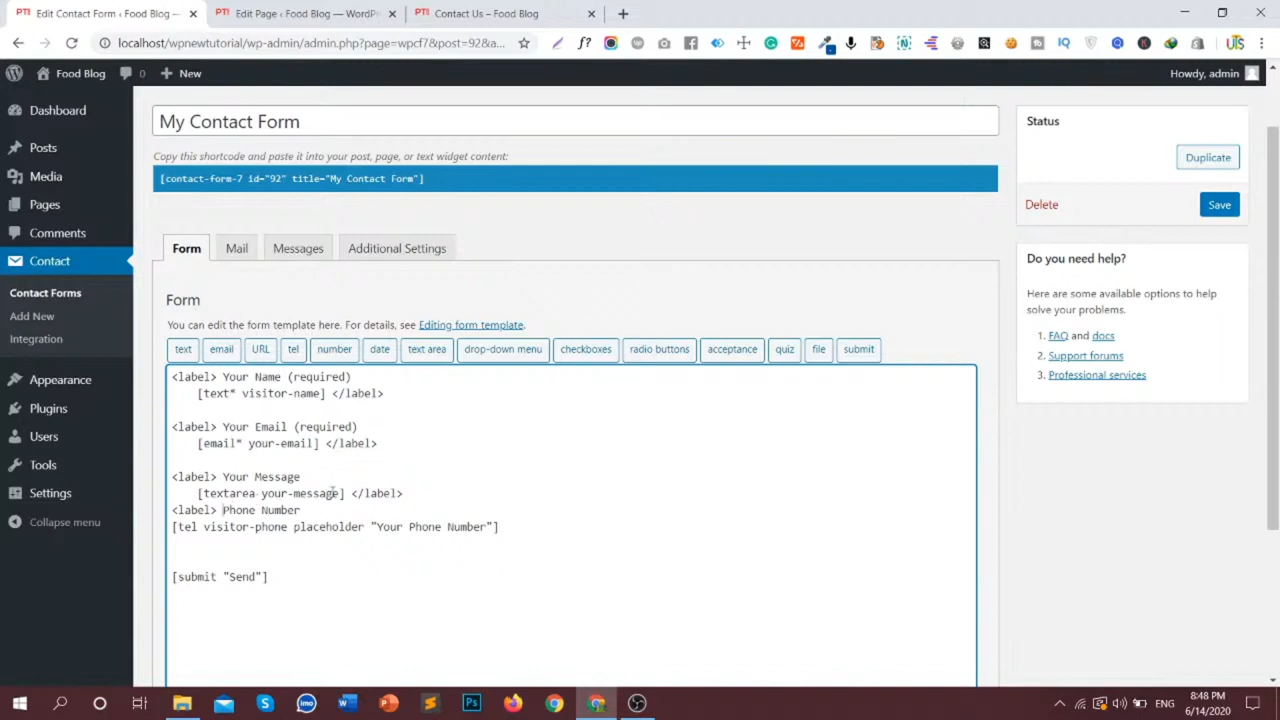 PTI Edit Contact Form ‹ Food Blog —
PTI Edit Page ‹ Food Blog — WordPr
PTI Contact Us – Food Blog
localhost/wpnewtutorial/wp-admin/admin.php?page=wpcf7&post=92&a...
Food Blog
0
New
Howdy, admin
Dashboard
Posts
Media
Pages
Comments
Contact
Contact Forms
Add New
Integration
Appearance
Plugins
Users
Tools
Settings
Collapse menu
My Contact Form
Copy this shortcode and paste it into your post, page, or text widget content:
[contact-form-7 id="92" title="My Contact Form"]
Form
Mail
Messages
Additional Settings
Form
You can edit the form template here. For details, see Editing form template.
text
email
URL
tel
number
date
text area
drop-down menu
checkboxes
radio buttons
acceptance
quiz
file
submit
<label> Your Name (required)
[text* visitor-name] </label>
<label> Your Email (required)
[email* your-email] </label>
<label> Your Message
[textarea your-message] </label>
<label> Phone Number
[tel visitor-phone placeholder "Your Phone Number"]
[submit "Send"]
Status
Duplicate
Delete
Save
Do you need help?
Here are some available options to help
solve your problems.
1. FAQ and docs
2. Support forums
3. Professional services
ENG
8:48 PM
6/14/2020